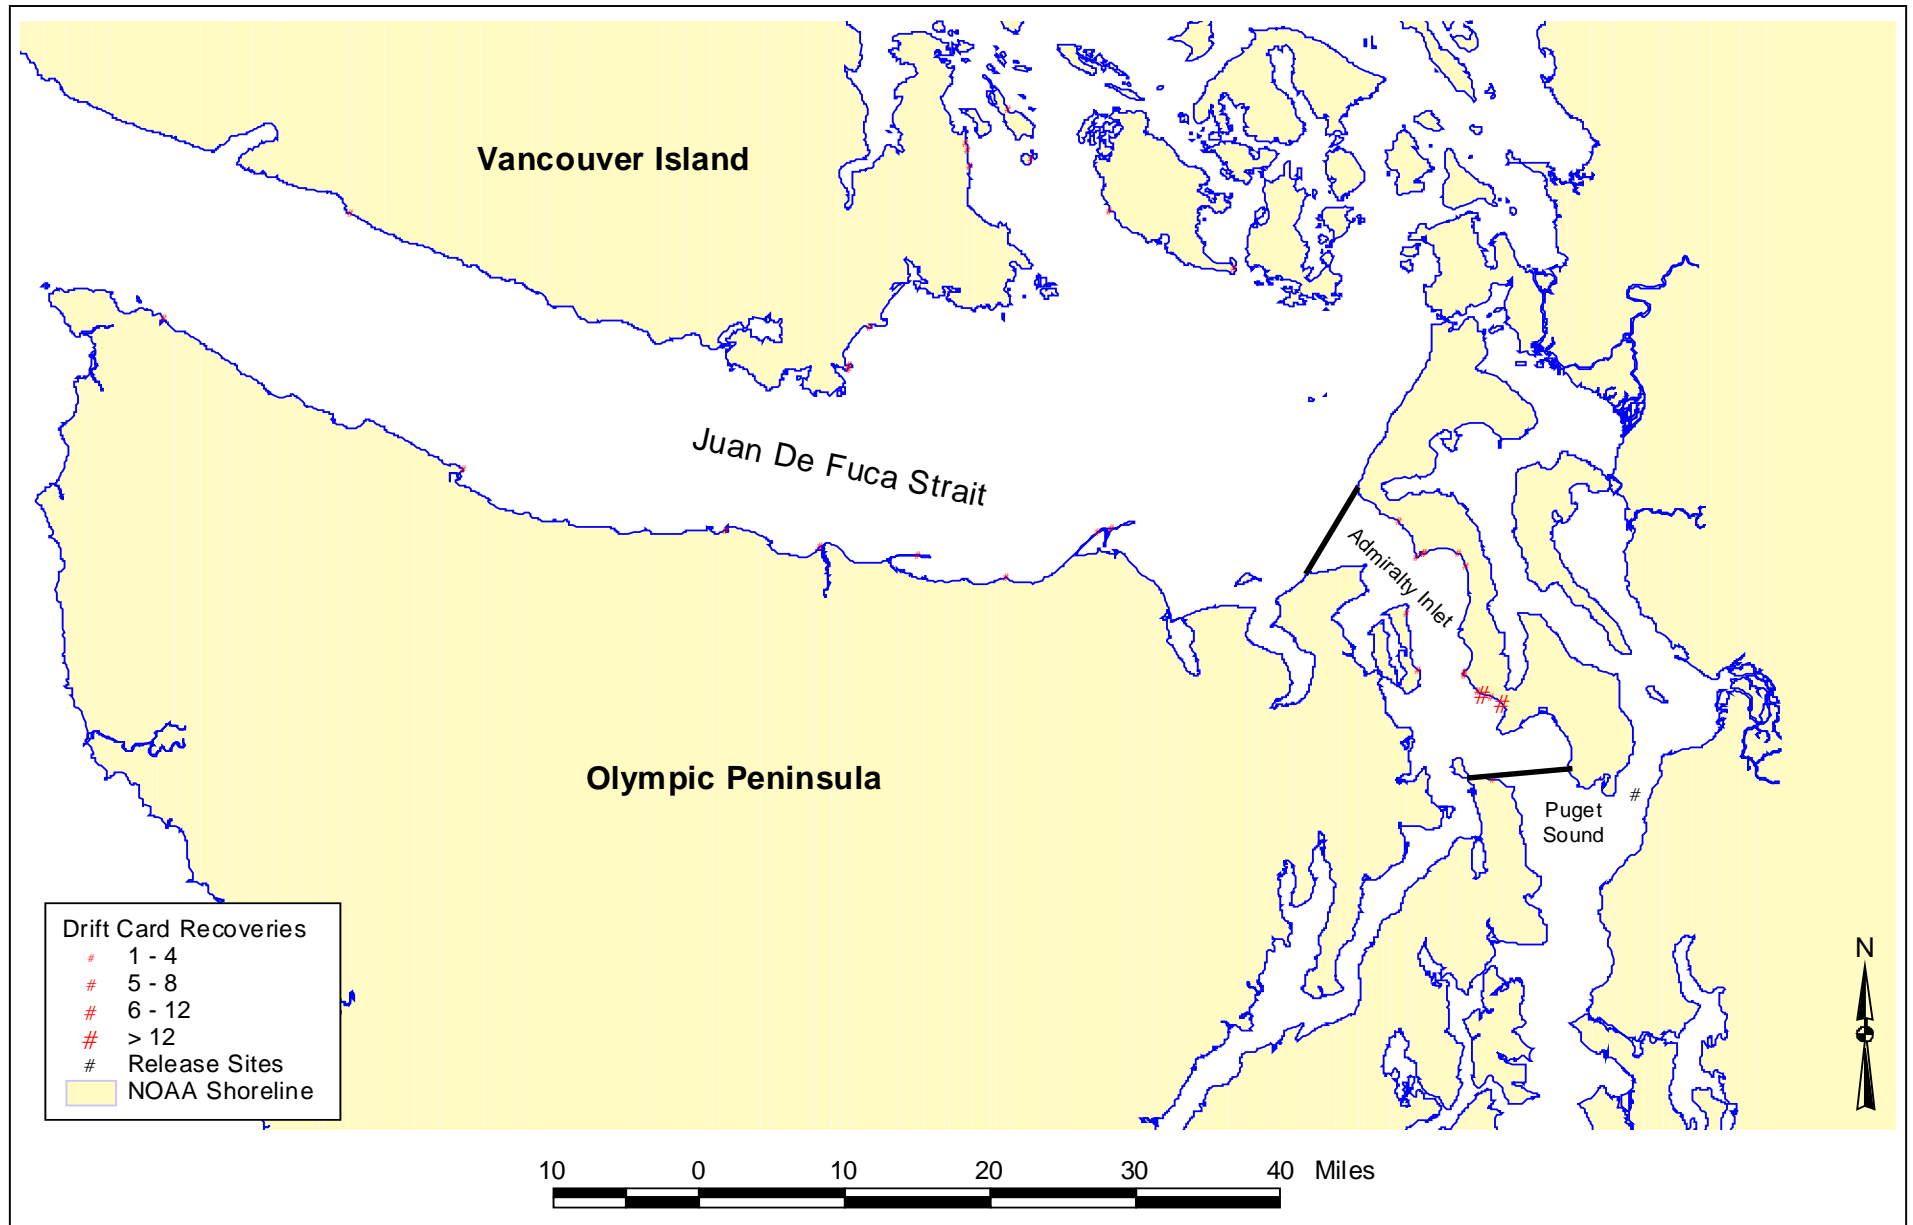 Vancouver Island
Juan De Fuca Strait
Admiralty Inlet
Olympic Peninsula
Puget
Sound
Drift Card Recoveries
# 1 - 4
# 5 - 8
# 6 - 12
# > 12
# Release Sites
NOAA Shoreline
N
10 0 10 20 30 40 Miles